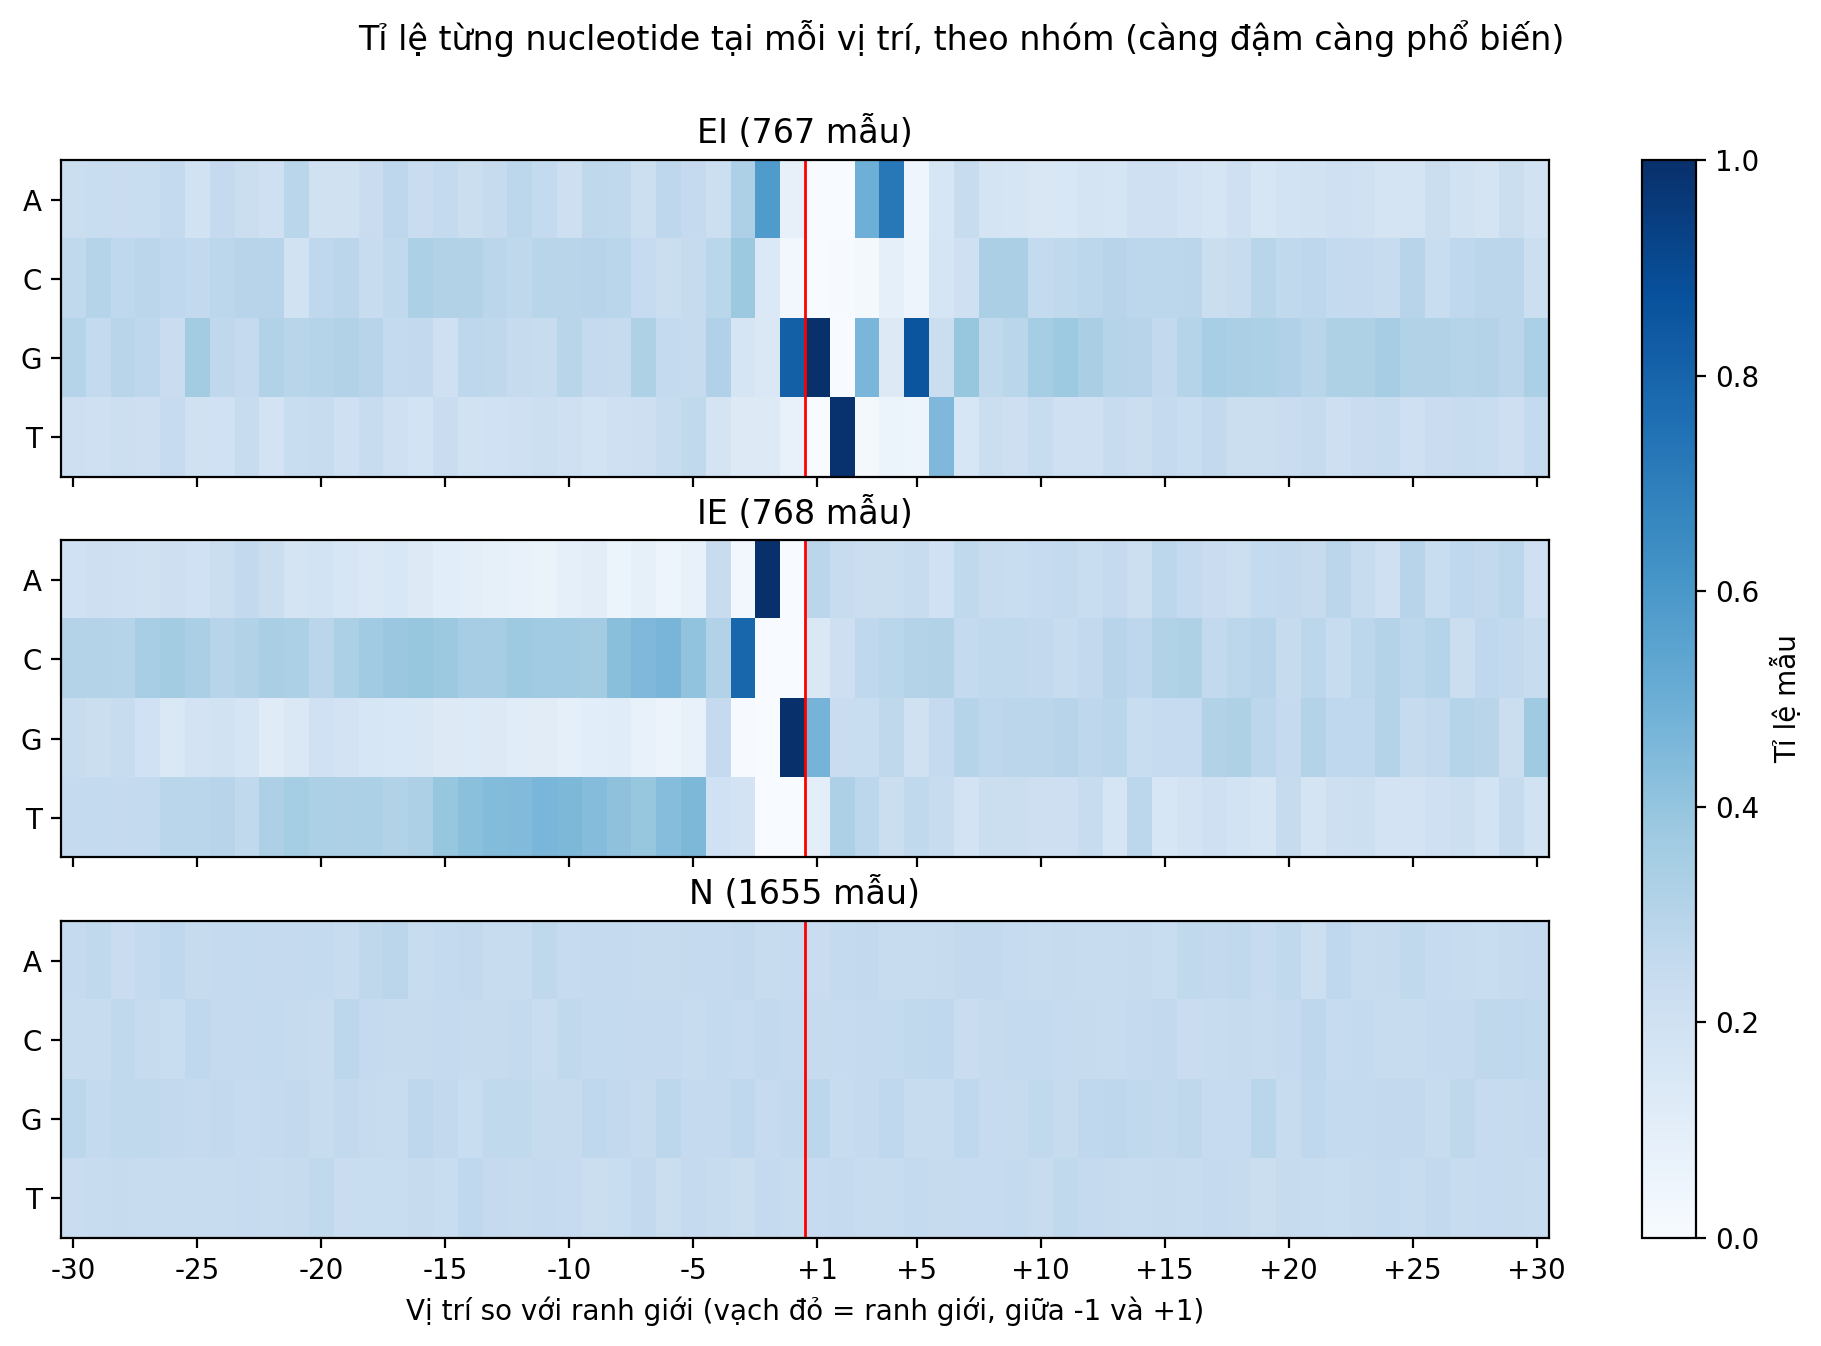 Tỉ lệ từng nucleotide tại mỗi vị trí, theo nhóm (càng đậm càng phổ biến)
EI (767 mẫu)
A
C
G
T
IE (768 mẫu)
A
C
G
T
N (1655 mẫu)
A
C
G
T
-30 -25 -20 -15 -10 -5 +1 +5 +10 +15 +20 +25 +30
Vị trí so với ranh giới (vạch đỏ = ranh giới, giữa -1 và +1)
1.0
0.8
0.6
0.4
0.2
0.0
Tỉ lệ mẫu